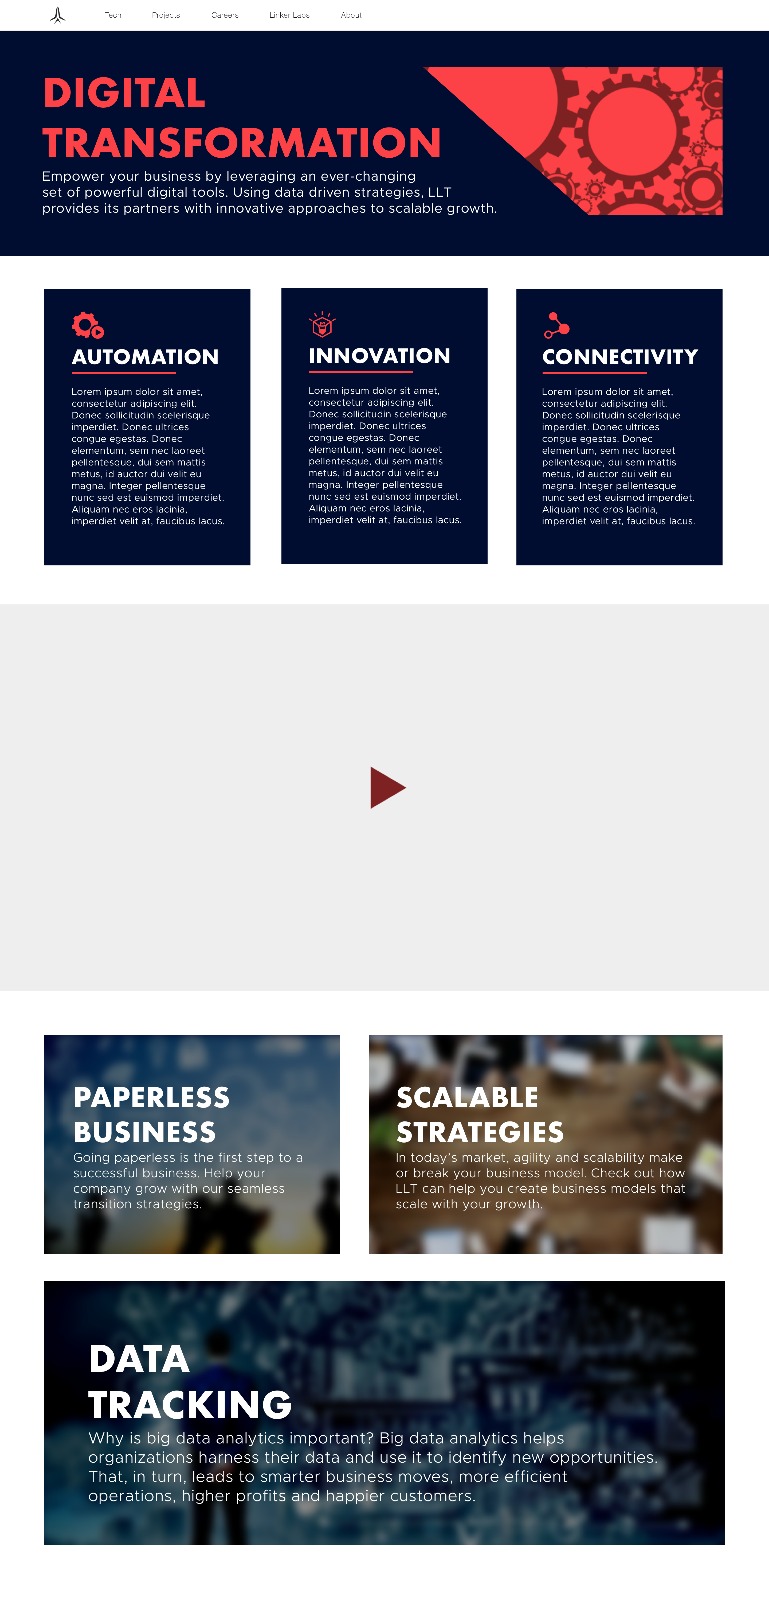 Tech Projects Careers Linker Labs About
DIGITAL
TRANSFORMATION
Empower your business by leveraging an ever-changing
set of powerful digital tools. Using data driven strategies, LLT
provides its partners with innovative approaches to scalable growth.
AUTOMATION
Lorem ipsum dolor sit amet,
consectetur adipiscing elit.
Donec sollicitudin scelerisque
imperdiet. Donec ultrices
congue egestas. Donec
elementum, sem nec laoreet
pellentesque, dui sem mattis
metus, id auctor dui velit eu
magna. Integer pellentesque
nunc sed est euismod imperdiet.
Aliquam nec eros lacinia,
imperdiet velit at, faucibus lacus.
INNOVATION
Lorem ipsum dolor sit amet,
consectetur adipiscing elit.
Donec sollicitudin scelerisque
imperdiet. Donec ultrices
congue egestas. Donec
elementum, sem nec laoreet
pellentesque, dui sem mattis
metus, id auctor dui velit eu
magna. Integer pellentesque
nunc sed est euismod imperdiet.
Aliquam nec eros lacinia,
imperdiet velit at, faucibus lacus.
CONNECTIVITY
Lorem ipsum dolor sit amet,
consectetur adipiscing elit.
Donec sollicitudin scelerisque
imperdiet. Donec ultrices
congue egestas. Donec
elementum, sem nec laoreet
pellentesque, dui sem mattis
metus, id auctor dui velit eu
magna. Integer pellentesque
nunc sed est euismod imperdiet.
Aliquam nec eros lacinia,
imperdiet velit at, faucibus lacus.
PAPERLESS
BUSINESS
Going paperless is the first step to a
successful business. Help your
company grow with our seamless
transition strategies.
SCALABLE
STRATEGIES
In today's market, agility and scalability make
or break your business model. Check out how
LLT can help you create business models that
scale with your growth.
DATA
TRACKING
Why is big data analytics important? Big data analytics helps
organizations harness their data and use it to identify new opportunities.
That, in turn, leads to smarter business moves, more efficient
operations, higher profits and happier customers.